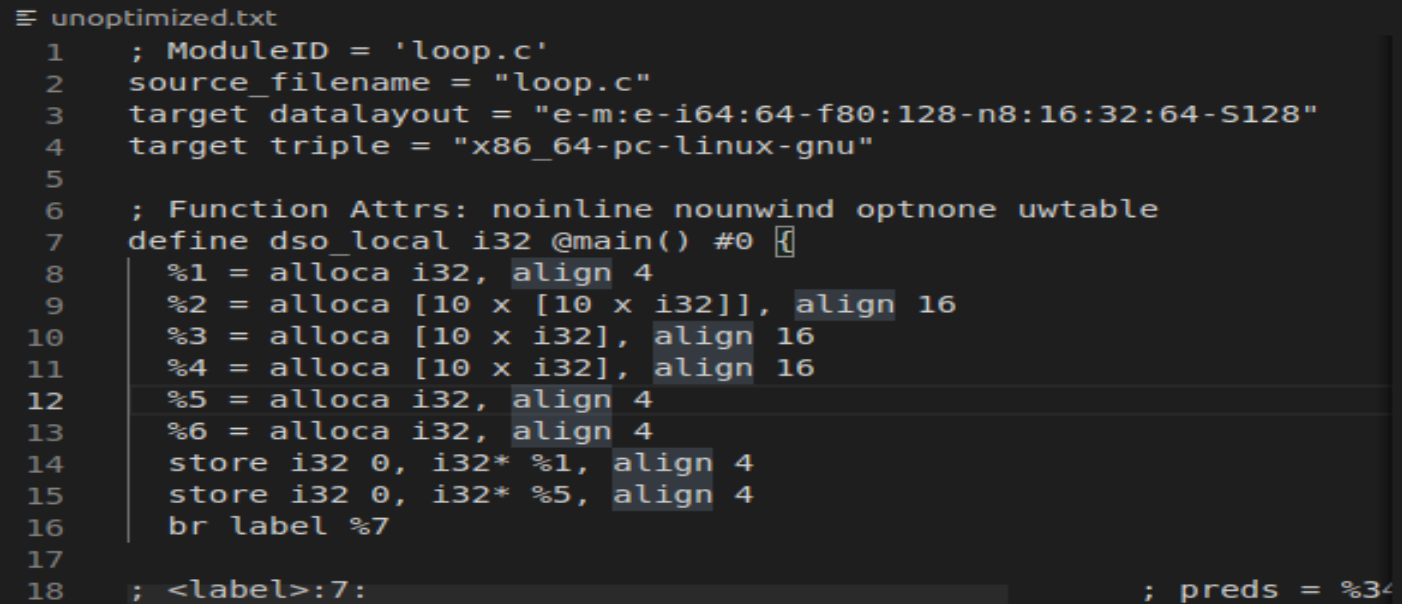 unoptimized.txt
1 ; ModuleID = 'loop.c'
2 source_filename = "loop.c"
3 target datalayout = "e-m:e-i64:64-f80:128-n8:16:32:64-S128"
4 target triple = "x86_64-pc-linux-gnu"
5
6 ; Function Attrs: noinline nounwind optnone uwtable
7 define dso_local i32 @main() #0 {
8 %1 = alloca i32, align 4
9 %2 = alloca [10 x [10 x i32]], align 16
10 %3 = alloca [10 x i32], align 16
11 %4 = alloca [10 x i32], align 16
12 %5 = alloca i32, align 4
13 %6 = alloca i32, align 4
14 store i32 0, i32* %1, align 4
15 store i32 0, i32* %5, align 4
16 br label %7
17
18 ; <label>:7: ; preds = %34